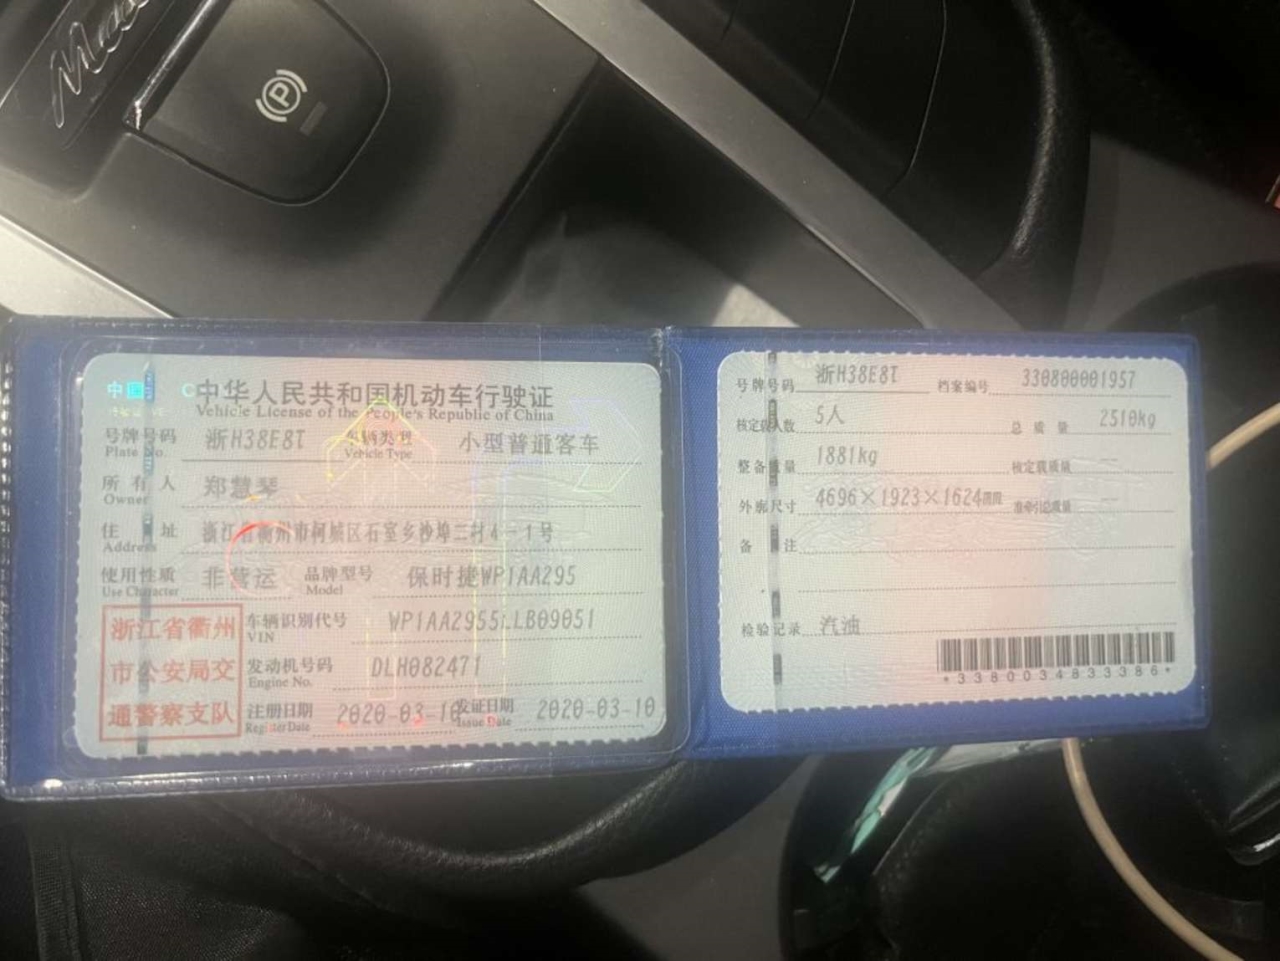 中国
中华人民共和国机动车行驶证
Vehicle License of the People's Republic of China
号牌号码 浙H38E8T 车辆类型 小型普通客车
Plate No. Vehicle Type
所有人 郑慧琴
Owner
住址 浙江省衢州市柯城区石室乡沙埠二村4-1号
Address
使用性质 非营运 品牌型号 保时捷WP1AA295
Use Character Model
浙江省衢州
市公安局交
通警察支队
车辆识别代号
VIN
发动机号码 DLH082471
Engine No.
注册日期 2020-03-10 发证日期 2020-03-10
Register Date Issue Date
号牌号码 浙H38E8T 档案编号 330800001957
核定载人数 5人 总质量 2510kg
整备质量 1881kg 核定载质量 --
外廓尺寸 4696×1923×1624mm 准牵引总质量 --
备注
检验记录 汽油
*3380034833386*
P